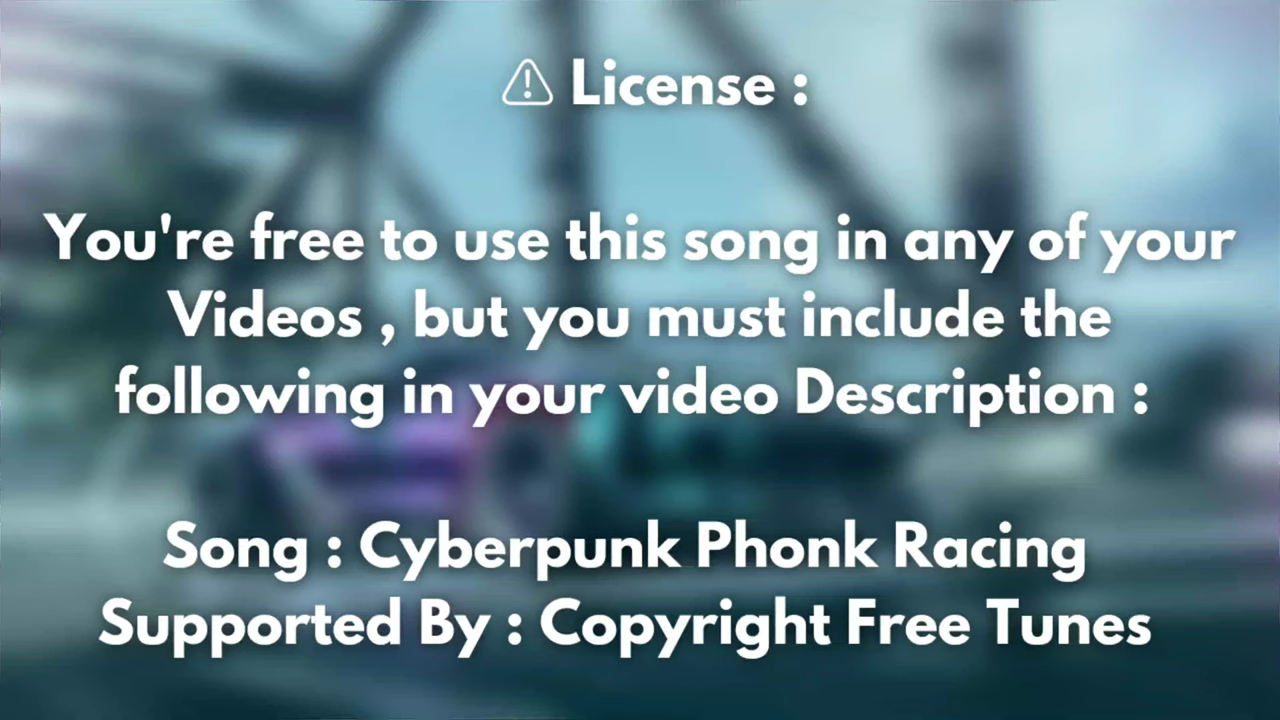 ⚠ License :
You're free to use this song in any of your
Videos , but you must include the
following in your video Description :
Song : Cyberpunk Phonk Racing
Supported By : Copyright Free Tunes